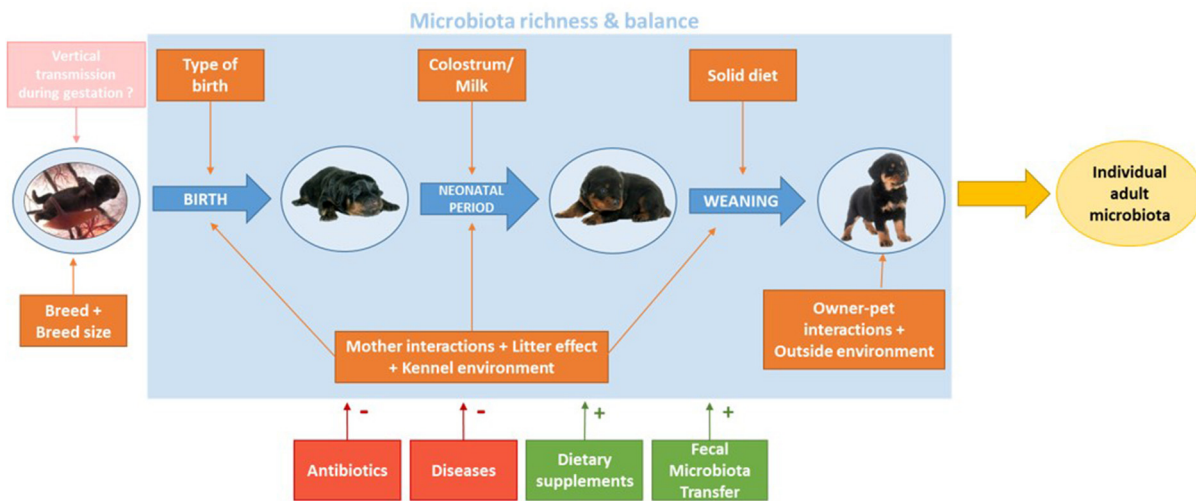 Microbiota richness & balance
Vertical
transmission
during gestation ?
Type of
birth
Colostrum/
Milk
Solid diet
BIRTH
NEONATAL
PERIOD
WEANING
Individual
adult
microbiota
Breed +
Breed size
Mother interactions + Litter effect
+ Kennel environment
Owner-pet
interactions +
Outside environment
-
-
+
+
Antibiotics
Diseases
Dietary
supplements
Fecal
Microbiota
Transfer